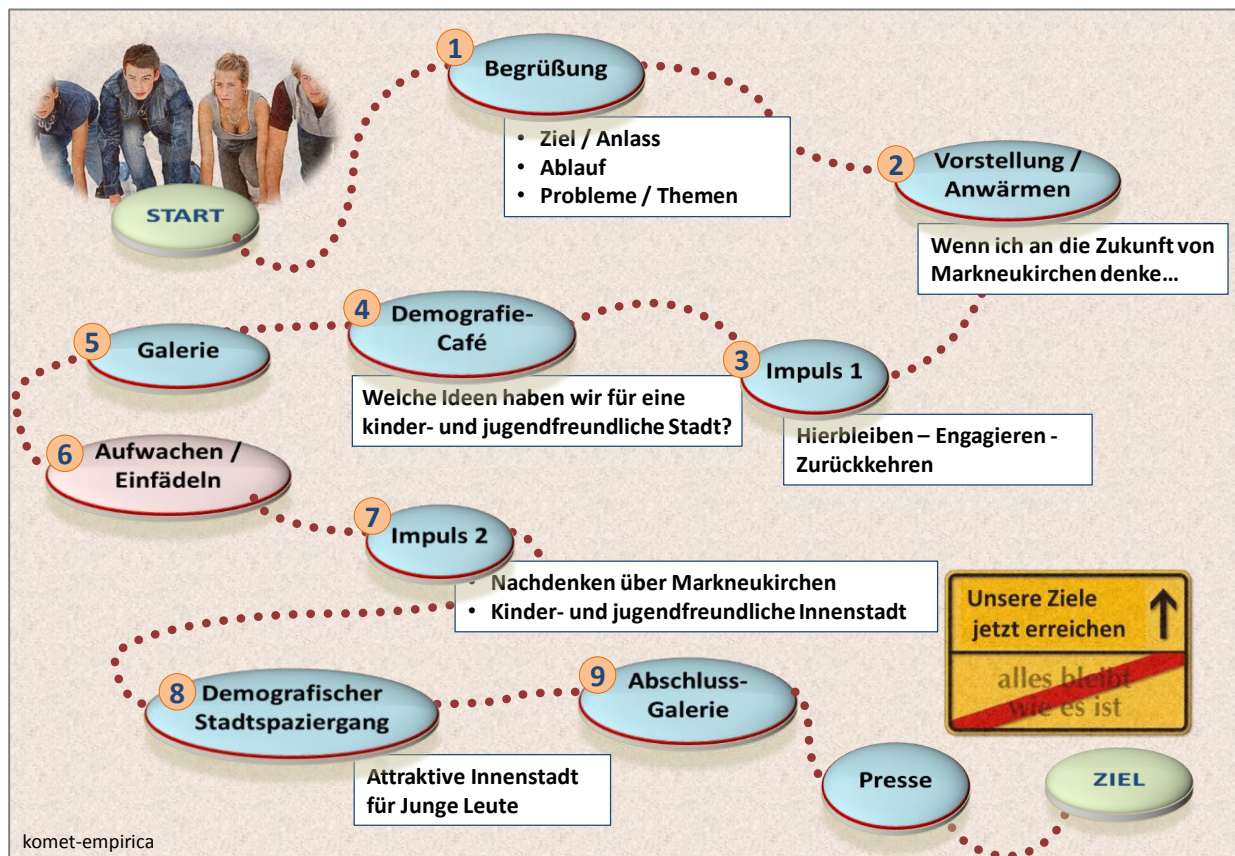 START
1
Begrüßung
• Ziel / Anlass
• Ablauf
• Probleme / Themen
2
Vorstellung /
Anwärmen
Wenn ich an die Zukunft von
Markneukirchen denke…
3
Impuls 1
Hierbleiben – Engagieren -
Zurückkehren
4
Demografie-
Café
Welche Ideen haben wir für eine
kinder- und jugendfreundliche Stadt?
5
Galerie
6
Aufwachen /
Einfädeln
7
Impuls 2
• Nachdenken über Markneukirchen
• Kinder- und jugendfreundliche Innenstadt
8
Demografischer
Stadtspaziergang
Attraktive Innenstadt
für Junge Leute
9
Abschluss-
Galerie
Presse
ZIEL
Unsere Ziele
jetzt erreichen
alles bleibt
wie es ist
komet-empirica